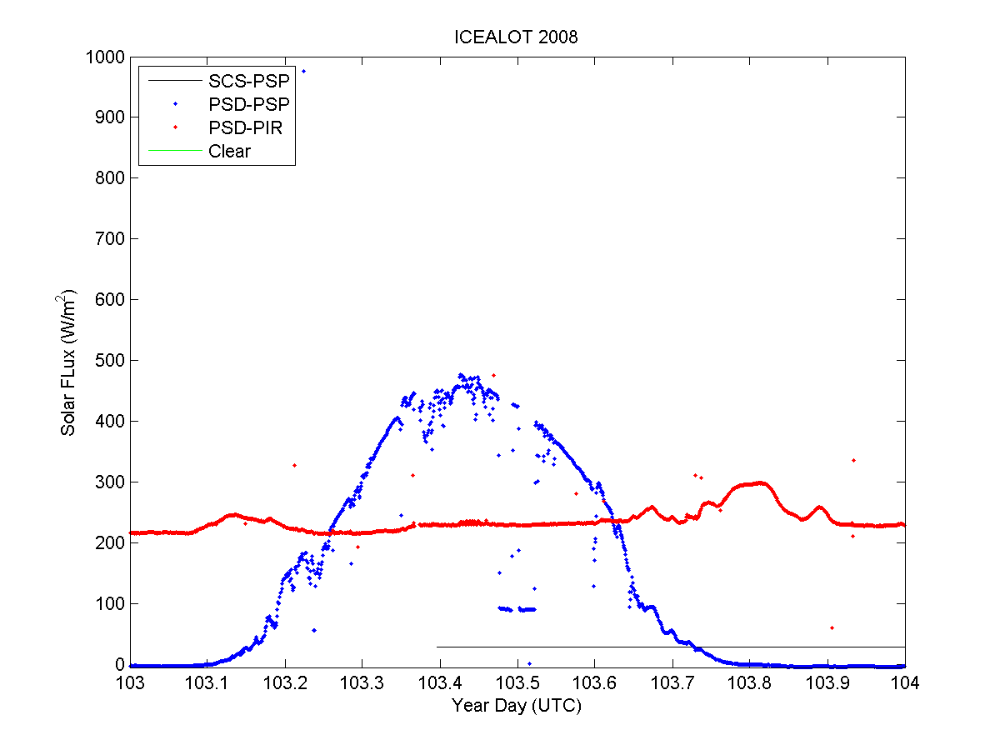 ICEALOT 2008
1000
900
800
700
600
500
400
300
200
100
0
Solar FLux (W/m²)
SCS-PSP
PSD-PSP
PSD-PIR
Clear
103 103.1 103.2 103.3 103.4 103.5 103.6 103.7 103.8 103.9 104
Year Day (UTC)